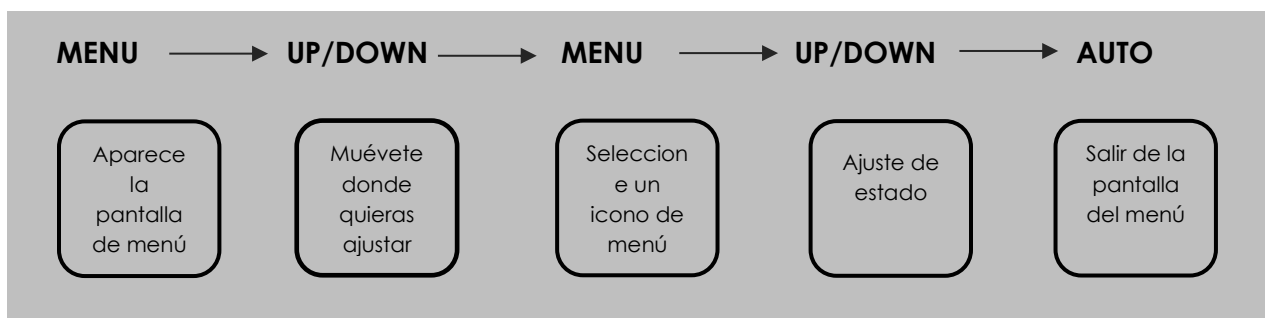 MENU UP/DOWN MENU UP/DOWN AUTO
Aparece
la
pantalla
de menú
Muévete
donde
quieras
ajustar
Seleccion
e un
icono de
menú
Ajuste de
estado
Salir de la
pantalla
del menú